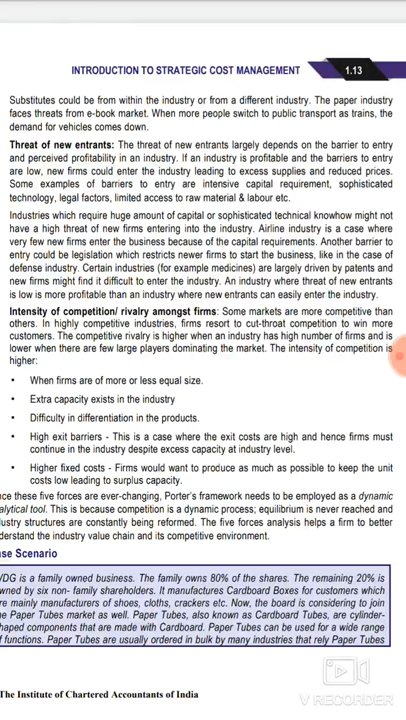 INTRODUCTION TO STRATEGIC COST MANAGEMENT 1.13
Substitutes could be from within the industry or from a different industry. The paper industry
faces threats from e-book market. When more people switch to public transport as trains, the
demand for vehicles comes down.
Threat of new entrants: The threat of new entrants largely depends on the barrier to entry
and perceived profitability in an industry. If an industry is profitable and the barriers to entry
are low, new firms could enter the industry leading to excess supplies and reduced prices.
Some examples of barriers to entry are intensive capital requirement, sophisticated
technology, legal factors, limited access to raw material & labour etc.
Industries which require huge amount of capital or sophisticated technical knowhow might not
have a high threat of new firms entering into the industry. Airline industry is a case where
very few new firms enter the business because of the capital requirements. Another barrier to
entry could be legislation which restricts newer firms to start the business, like in the case of
defense industry. Certain industries (for example medicines) are largely driven by patents and
new firms might find it difficult to enter the industry. An industry where threat of new entrants
is low is more profitable than an industry where new entrants can easily enter the industry.
Intensity of competition/ rivalry amongst firms: Some markets are more competitive than
others. In highly competitive industries, firms resort to cut-throat competition to win more
customers. The competitive rivalry is higher when an industry has high number of firms and is
lower when there are few large players dominating the market. The intensity of competition is
higher:
• When firms are of more or less equal size.
• Extra capacity exists in the industry
• Difficulty in differentiation in the products.
• High exit barriers - This is a case where the exit costs are high and hence firms must
continue in the industry despite excess capacity at industry level.
• Higher fixed costs - Firms would want to produce as much as possible to keep the unit
costs low leading to surplus capacity.
nce these five forces are ever-changing, Porter's framework needs to be employed as a dynamic
alytical tool. This is because competition is a dynamic process; equilibrium is never reached and
dustry structures are constantly being reformed. The five forces analysis helps a firm to better
derstand the industry value chain and its competitive environment.
ase Scenario
VDG is a family owned business. The family owns 80% of the shares. The remaining 20% is
wned by six non- family shareholders. It manufactures Cardboard Boxes for customers which
re mainly manufacturers of shoes, cloths, crackers etc. Now, the board is considering to join
he Paper Tubes market as well. Paper Tubes, also known as Cardboard Tubes, are cylinder-
haped components that are made with Cardboard. Paper Tubes can be used for a wide range
f functions. Paper Tubes are usually ordered in bulk by many industries that rely Paper Tubes
The Institute of Chartered Accountants of India
V RECORDER